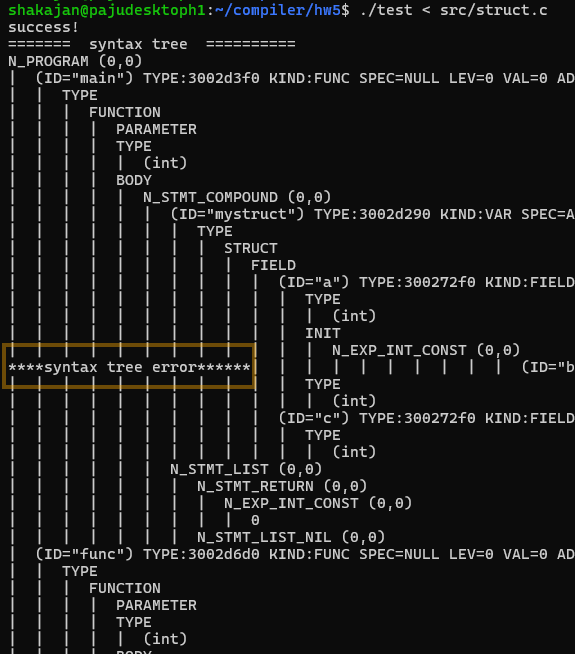 shakajan@pajudesktoph1:~/compiler/hw5$ ./test < src/struct.c
success!
======= syntax tree ==========
N_PROGRAM (0,0)
| (ID="main") TYPE:3002d3f0 KIND:FUNC SPEC=NULL LEV=0 VAL=0 AD
| | TYPE
| | | FUNCTION
| | | | PARAMETER
| | | | TYPE
| | | | | (int)
| | | | BODY
| | | | | N_STMT_COMPOUND (0,0)
| | | | | | (ID="mystruct") TYPE:3002d290 KIND:VAR SPEC=A
| | | | | | | TYPE
| | | | | | | | STRUCT
| | | | | | | | | FIELD
| | | | | | | | | | (ID="a") TYPE:300272f0 KIND:FIELD
| | | | | | | | | | | TYPE
| | | | | | | | | | | | (int)
| | | | | | | | | | | INIT
| | | | | | | | | | | | N_EXP_INT_CONST (0,0)
****syntax tree error******| | | | | | | | | | (ID="b
| | | | | | | | | | | TYPE
| | | | | | | | | | | | (int)
| | | | | | | | | | (ID="c") TYPE:300272f0 KIND:FIELD
| | | | | | | | | | | TYPE
| | | | | | | | | | | | (int)
| | | | | | N_STMT_LIST (0,0)
| | | | | | | N_STMT_RETURN (0,0)
| | | | | | | | N_EXP_INT_CONST (0,0)
| | | | | | | | | 0
| | | | | | | N_STMT_LIST_NIL (0,0)
| (ID="func") TYPE:3002d6d0 KIND:FUNC SPEC=NULL LEV=0 VAL=0 AD
| | TYPE
| | | FUNCTION
| | | | PARAMETER
| | | | TYPE
| | | | | (int)
| | | | BODY